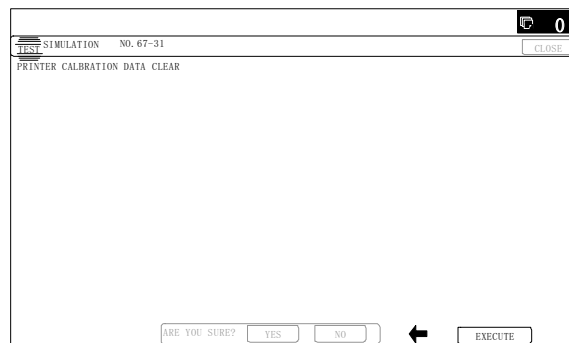 0
TEST SIMULATION NO. 67-31
CLOSE
PRINTER CALBRATION DATA CLEAR
ARE YOU SURE? YES NO EXECUTE